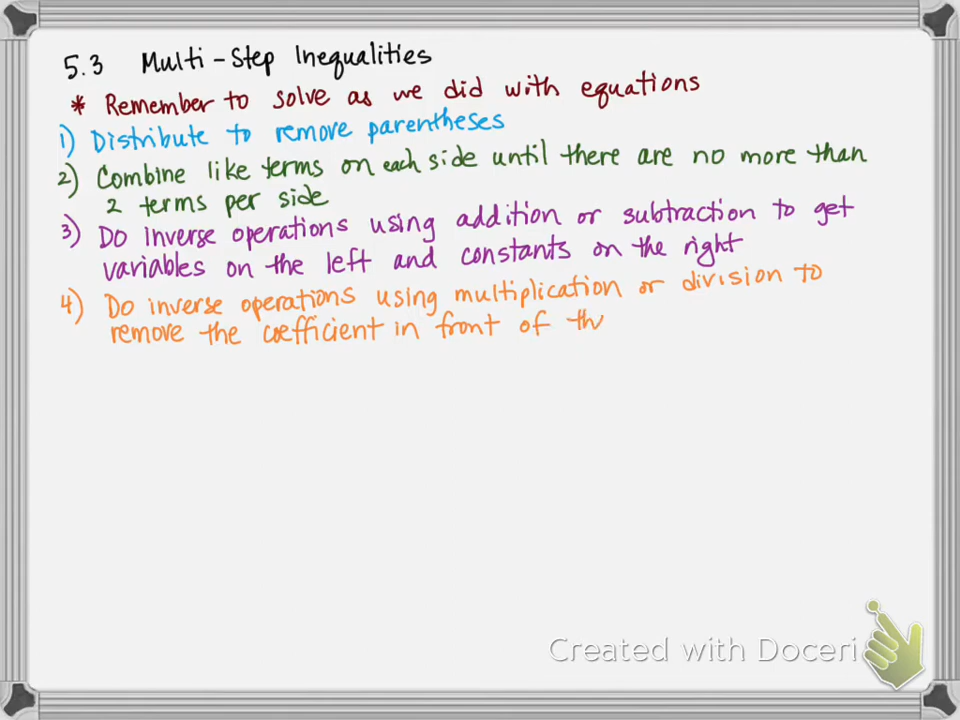 5.3 Multi-Step Inequalities
* Remember to solve as we did with equations
1) Distribute to remove parentheses
2) Combine like terms on each side until there are no more than
2 terms per side
3) Do inverse operations using addition or subtraction to get
variables on the left and constants on the right
4) Do inverse operations using multiplication or division to
remove the coefficient in front of th
Created with Doceri